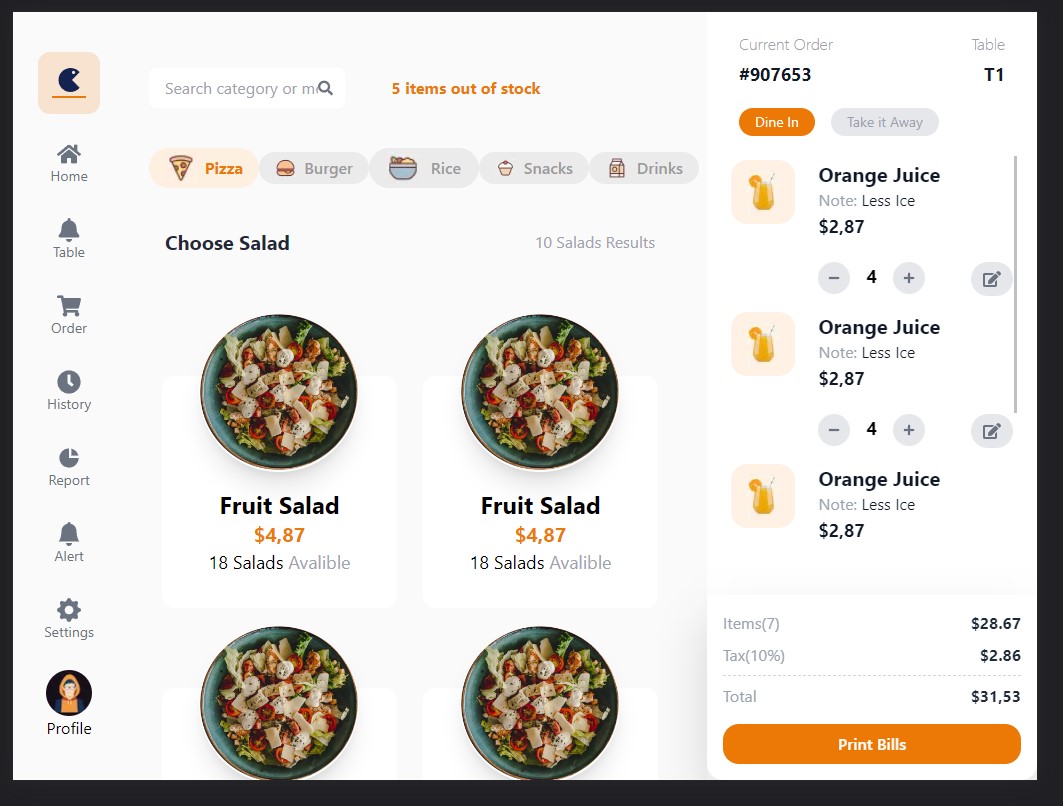 Home
Table
Order
History
Report
Alert
Settings
Profile
Search category or m
5 items out of stock
Pizza
Burger
Rice
Snacks
Drinks
Choose Salad
10 Salads Results
Fruit Salad
$4,87
18 Salads Avalible
Fruit Salad
$4,87
18 Salads Avalible
Current Order
Table
#907653
T1
Dine In
Take it Away
Orange Juice
Note: Less Ice
$2,87
4
Orange Juice
Note: Less Ice
$2,87
4
Orange Juice
Note: Less Ice
$2,87
Items(7) $28.67
Tax(10%) $2.86
Total $31,53
Print Bills